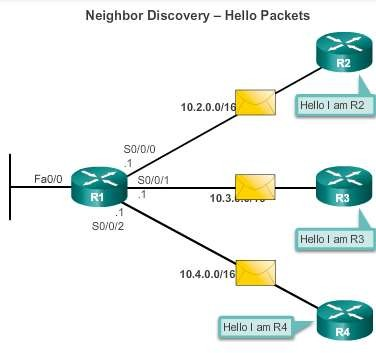 Neighbor Discovery – Hello Packets
R2
10.2.0.0/16
Hello I am R2
S0/0/0
.1
Fa0/0
R1
S0/0/1
.1
R3
.1
S0/0/2
Hello I am R3
10.4.0.0/16
Hello I am R4
R4